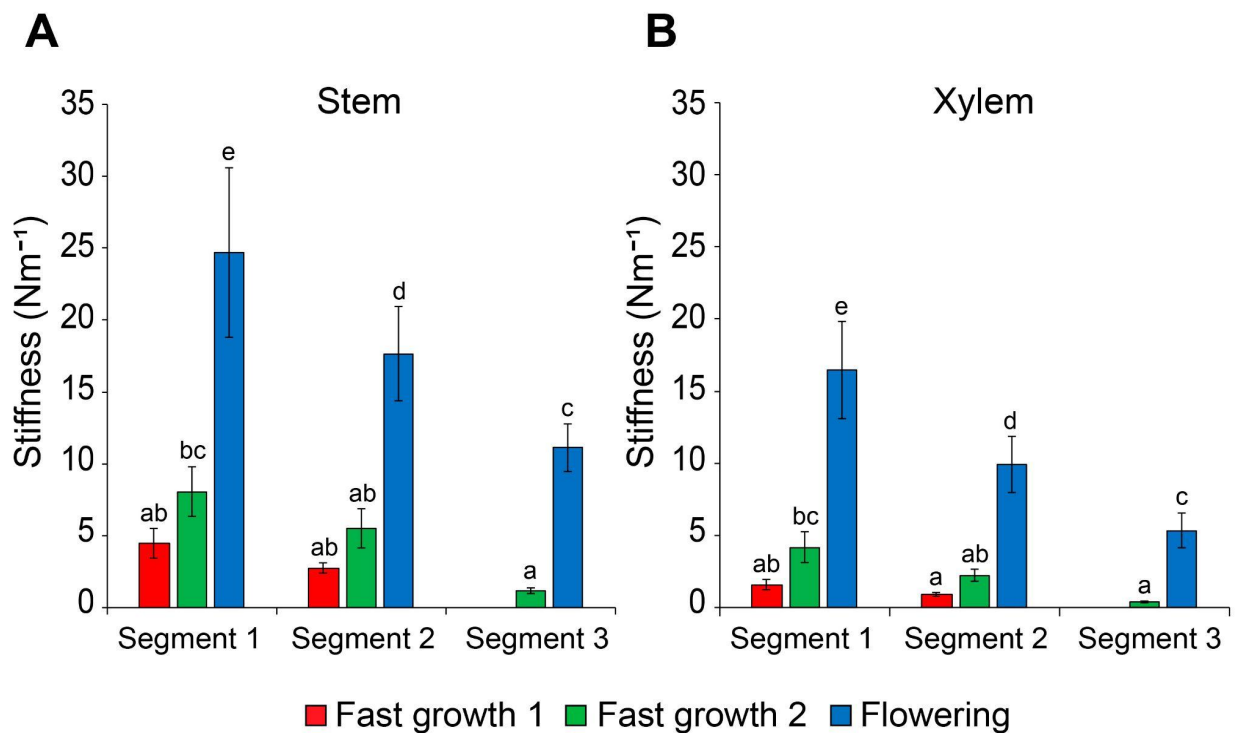 A
B
Stem
Xylem
Stiffness (Nm⁻¹)
35
30
25
20
15
10
5
0
ab
bc
e
ab
ab
d
a
c
Segment 1 Segment 2 Segment 3
Stiffness (Nm⁻¹)
35
30
25
20
15
10
5
0
ab
bc
e
a
ab
d
a
c
Segment 1 Segment 2 Segment 3
Fast growth 1 Fast growth 2 Flowering